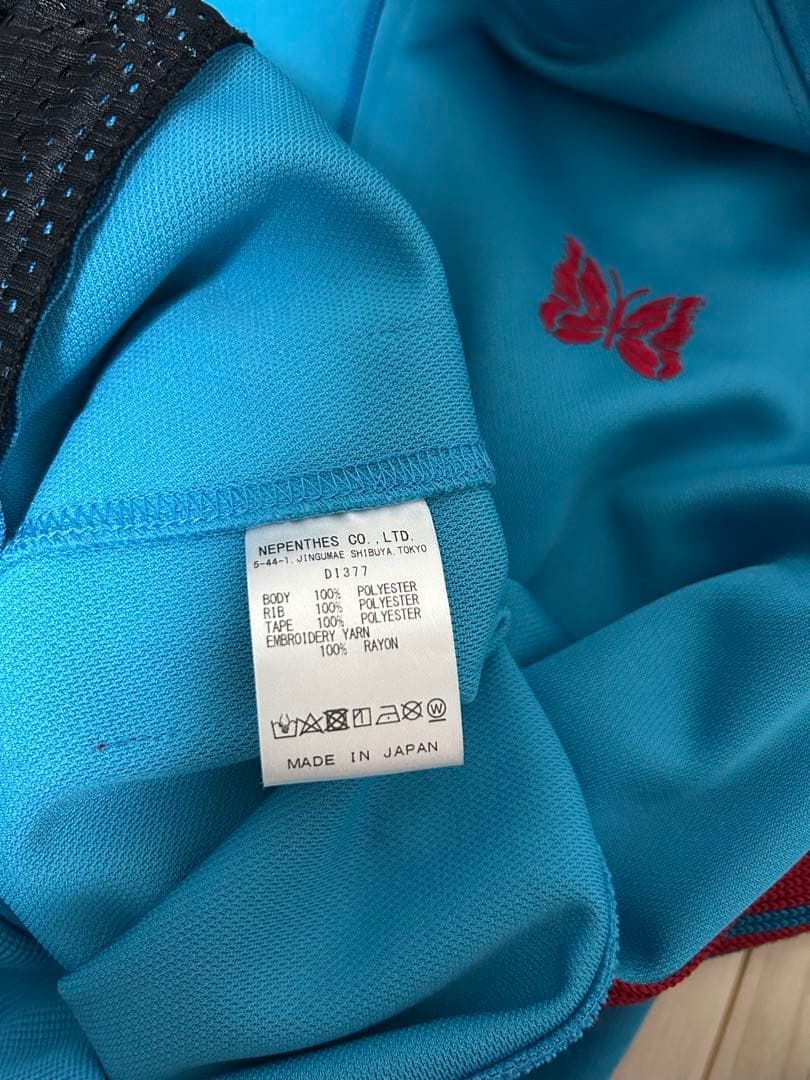 NEPENTHES CO.,LTD.
5-44-1, JINGUMAE SHIBUYA, TOKYO
D1377
BODY 100% POLYESTER
RIB 100% POLYESTER
TAPE 100% POLYESTER
EMBROIDERY YARN
100% RAYON
W
MADE IN JAPAN